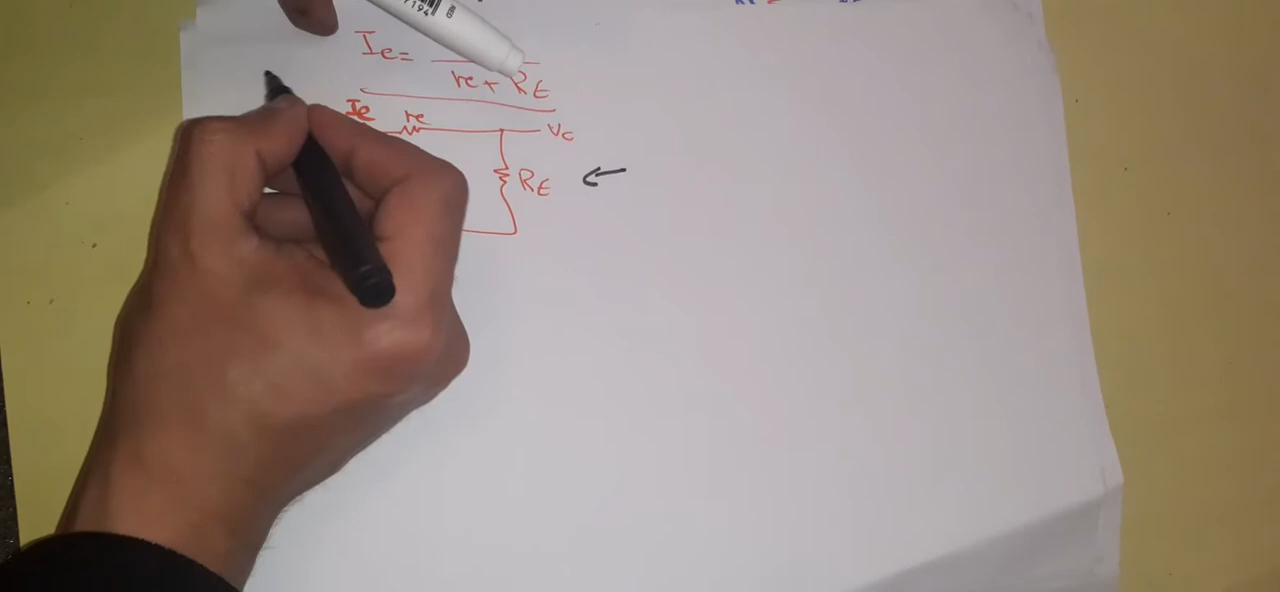 Ie=
re + RE
Ie re
Vc
RE